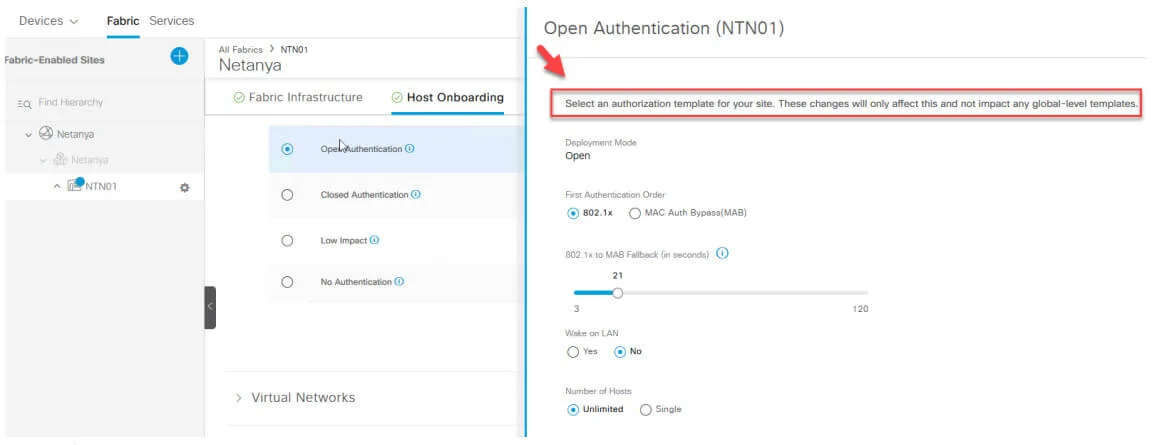 Devices Fabric Services
Fabric-Enabled Sites
Find Hierarchy
Netanya
Netanya
NTN01
All Fabrics > NTN01
Netanya
Fabric Infrastructure Host Onboarding
Open Authentication
Closed Authentication
Low Impact
No Authentication
Virtual Networks
Open Authentication (NTN01)
Select an authorization template for your site. These changes will only affect this and not impact any global-level templates.
Deployment Mode
Open
First Authentication Order
802.1x MAC Auth Bypass(MAB)
802.1x to MAB Fallback (in seconds)
21
3 120
Wake on LAN
Yes No
Number of Hosts
Unlimited Single